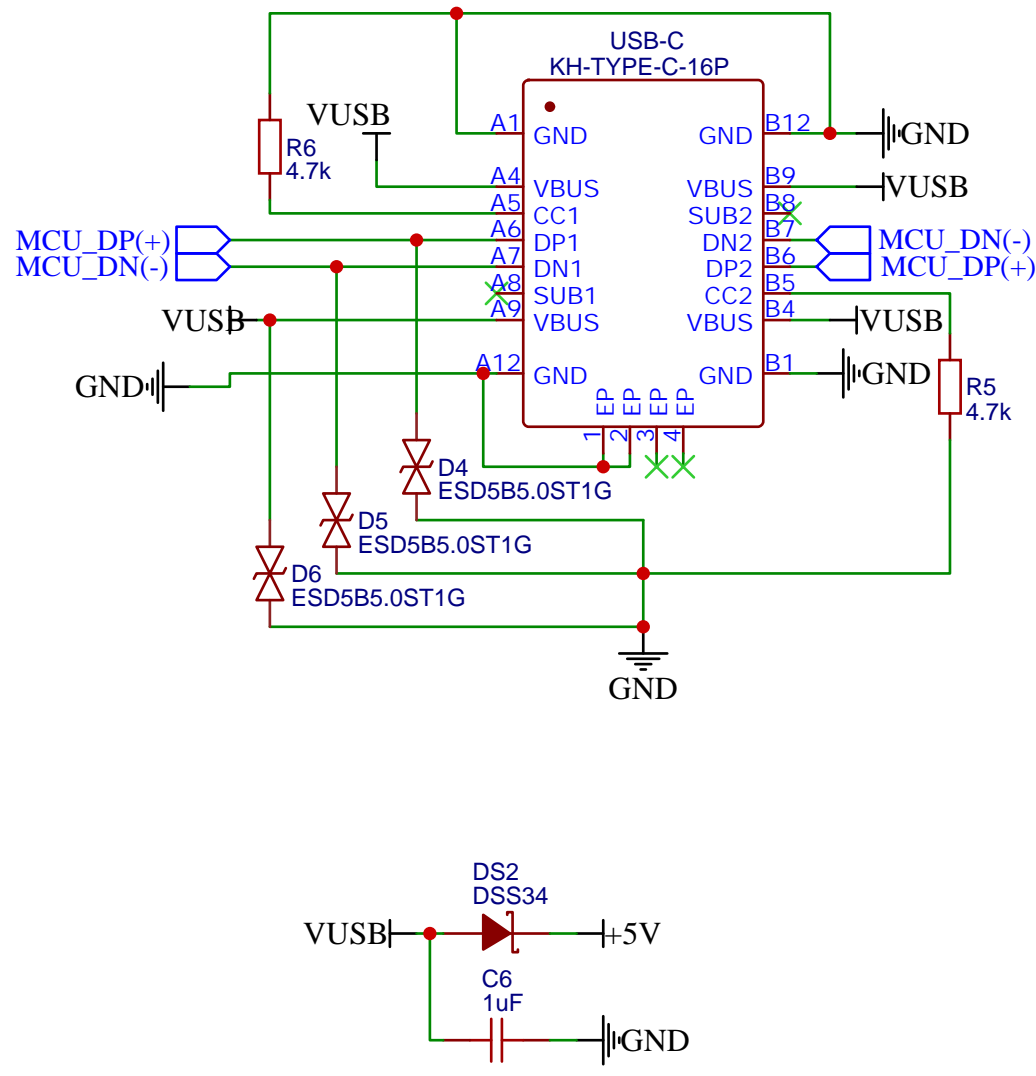 USB-C
KH-TYPE-C-16P
VUSB
A1
GND
GND
B12
GND
R6
4.7k
A4
VBUS
VBUS
B9
VUSB
A5
CC1
SUB2
B8
MCU_DP(+)
A6
DP1
DN2
B7
MCU_DN(-)
MCU_DN(-)
A7
DN1
DP2
B6
MCU_DP(+)
A8
SUB1
CC2
B5
VUSB
A9
VBUS
VBUS
B4
VUSB
GND
A12
GND
GND
B1
GND
R5
4.7k
EP
EP
EP
EP
1
2
3
4
D4
ESD5B5.0ST1G
D5
ESD5B5.0ST1G
D6
ESD5B5.0ST1G
GND
DS2
DSS34
VUSB
+5V
C6
1uF
GND